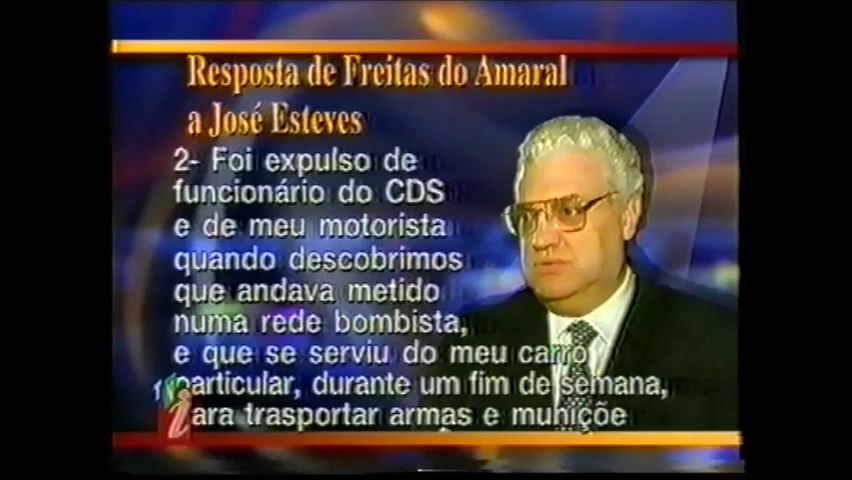 Resposta de Freitas do Amaral
a José Esteves
2- Foi expulso de
funcionário do CDS
e de meu motorista
quando descobrimos
que andava metido
numa rede bombista,
e que se serviu do meu carro
particular, durante um fim de semana,
para trasportar armas e muniçõe
TVi